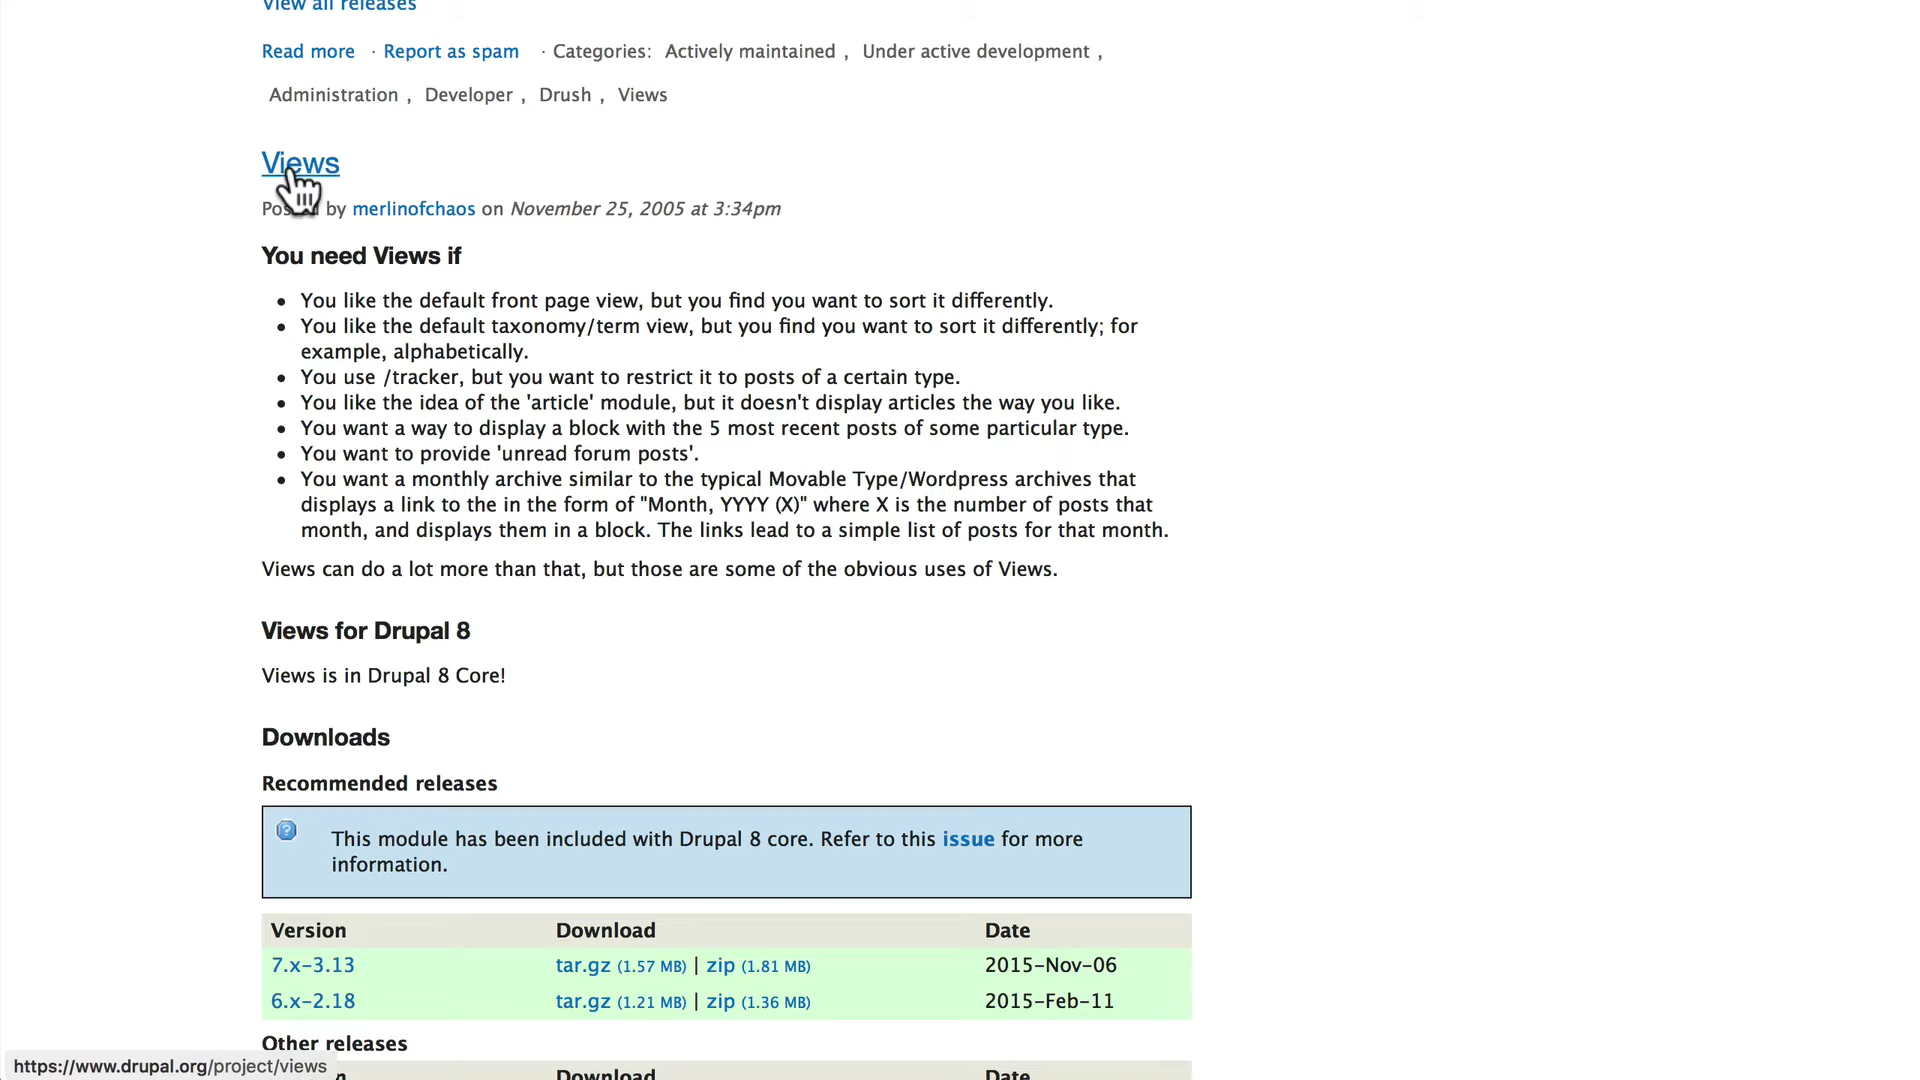 View all releases
Read more · Report as spam · Categories: Actively maintained , Under active development ,
Administration , Developer , Drush , Views
Views
by merlinofchaos on November 25, 2005 at 3:34pm
You need Views if
• You like the default front page view, but you find you want to sort it differently.
• You like the default taxonomy/term view, but you find you want to sort it differently; for
example, alphabetically.
• You use /tracker, but you want to restrict it to posts of a certain type.
• You like the idea of the 'article' module, but it doesn't display articles the way you like.
• You want a way to display a block with the 5 most recent posts of some particular type.
• You want to provide 'unread forum posts'.
• You want a monthly archive similar to the typical Movable Type/Wordpress archives that
displays a link to the in the form of "Month, YYYY (X)" where X is the number of posts that
month, and displays them in a block. The links lead to a simple list of posts for that month.
Views can do a lot more than that, but those are some of the obvious uses of Views.
Views for Drupal 8
Views is in Drupal 8 Core!
Downloads
Recommended releases
This module has been included with Drupal 8 core. Refer to this issue for more
information.
Version Download Date
7.x-3.13 tar.gz (1.57 MB) | zip (1.81 MB) 2015-Nov-06
6.x-2.18 tar.gz (1.21 MB) | zip (1.36 MB) 2015-Feb-11
Other releases
Download Date
https://www.drupal.org/project/views